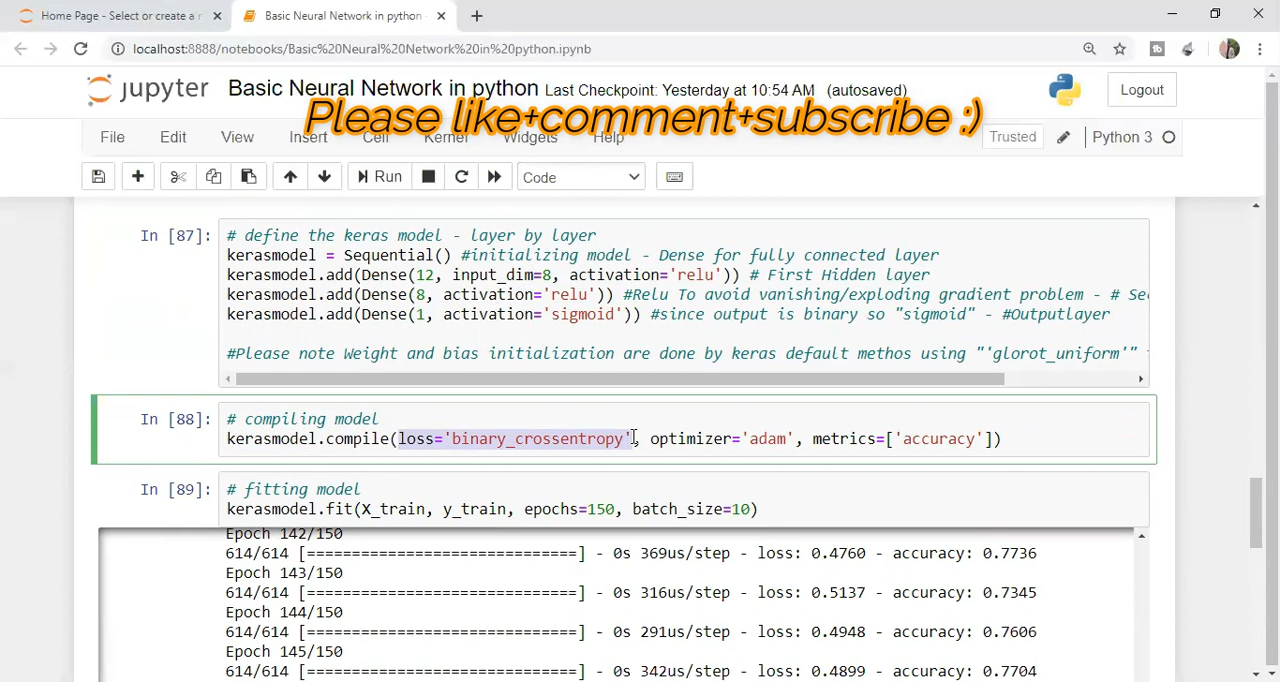 Home Page - Select or create a n
Basic Neural Network in python -
localhost:8888/notebooks/Basic%20Neural%20Network%20in%20python.ipynb
jupyter Basic Neural Network in python Last Checkpoint: Yesterday at 10:54 AM (autosaved)
Logout
Please like+comment+subscribe :)
File Edit View Insert Cell Kernel Widgets Help
Trusted Python 3
Run Code
In [87]:
# define the keras model - layer by layer
kerasmodel = Sequential() #initializing model - Dense for fully connected layer
kerasmodel.add(Dense(12, input_dim=8, activation='relu')) # First Hidden layer
kerasmodel.add(Dense(8, activation='relu')) #Relu To avoid vanishing/exploding gradient problem - # Se
kerasmodel.add(Dense(1, activation='sigmoid')) #since output is binary so "sigmoid" - #Outputlayer
#Please note Weight and bias initialization are done by keras default methos using "'glorot_uniform'"
In [88]:
# compiling model
kerasmodel.compile(loss='binary_crossentropy', optimizer='adam', metrics=['accuracy'])
In [89]:
# fitting model
kerasmodel.fit(X_train, y_train, epochs=150, batch_size=10)
Epoch 142/150
614/614 [==============================] - 0s 369us/step - loss: 0.4760 - accuracy: 0.7736
Epoch 143/150
614/614 [==============================] - 0s 316us/step - loss: 0.5137 - accuracy: 0.7345
Epoch 144/150
614/614 [==============================] - 0s 291us/step - loss: 0.4948 - accuracy: 0.7606
Epoch 145/150
614/614 [==============================] - 0s 342us/step - loss: 0.4899 - accuracy: 0.7704